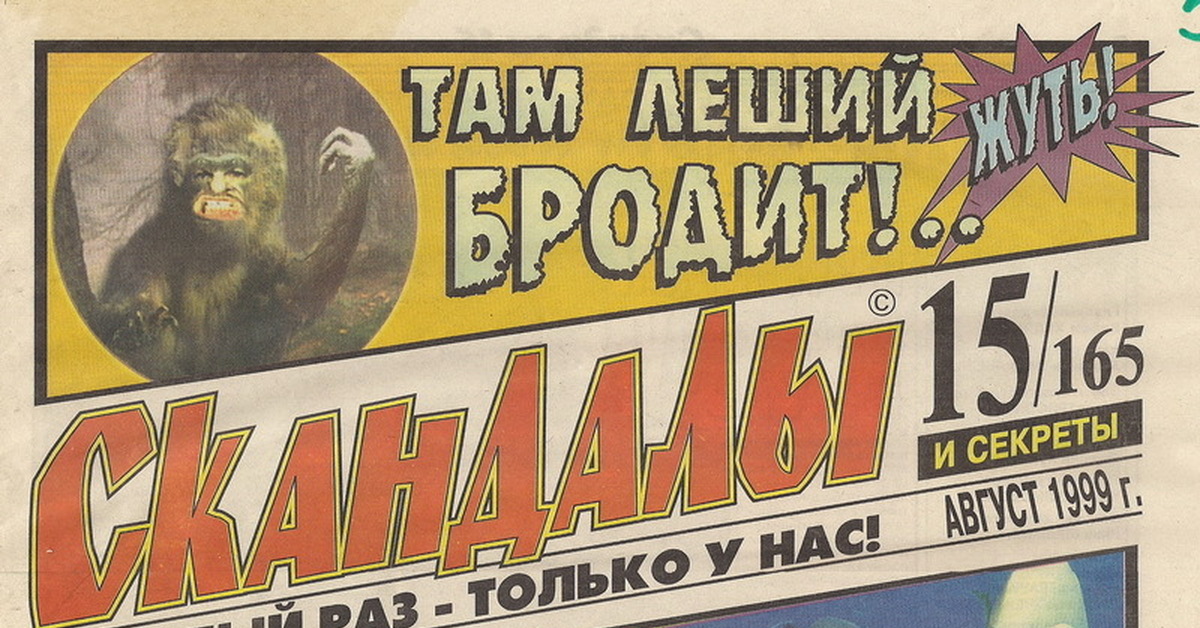 ТАМ ЛЕШИЙ
БРОДИТ!...
ЖУТЬ!
©
СКАНДАЛЫ
15/165
И СЕКРЕТЫ
АВГУСТ 1999 г.
РАЗ - ТОЛЬКО У НАС!